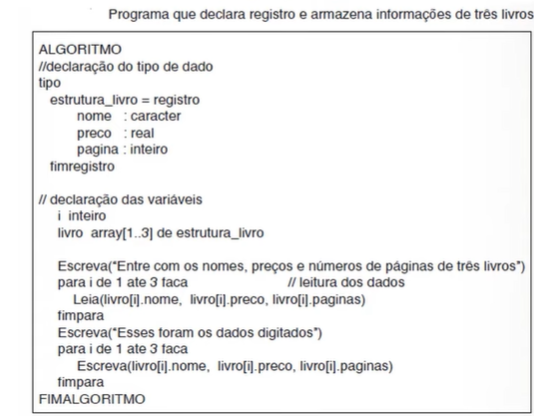 Programa que declara registro e armazena informações de três livros
ALGORITMO
//declaração do tipo de dado
tipo
estrutura_livro = registro
nome : caracter
preco : real
pagina : inteiro
fimregistro
// declaração das variáveis
i inteiro
livro array[1..3] de estrutura_livro
Escreva("Entre com os nomes, preços e números de páginas de três livros")
para i de 1 ate 3 faca // leitura dos dados
Leia(livro[i].nome, livro[i].preco, livro[i].paginas)
fimpara
Escreva("Esses foram os dados digitados")
para i de 1 ate 3 faca
Escreva(livro[i].nome, livro[i].preco, livro[i].paginas)
fimpara
FIMALGORITMO